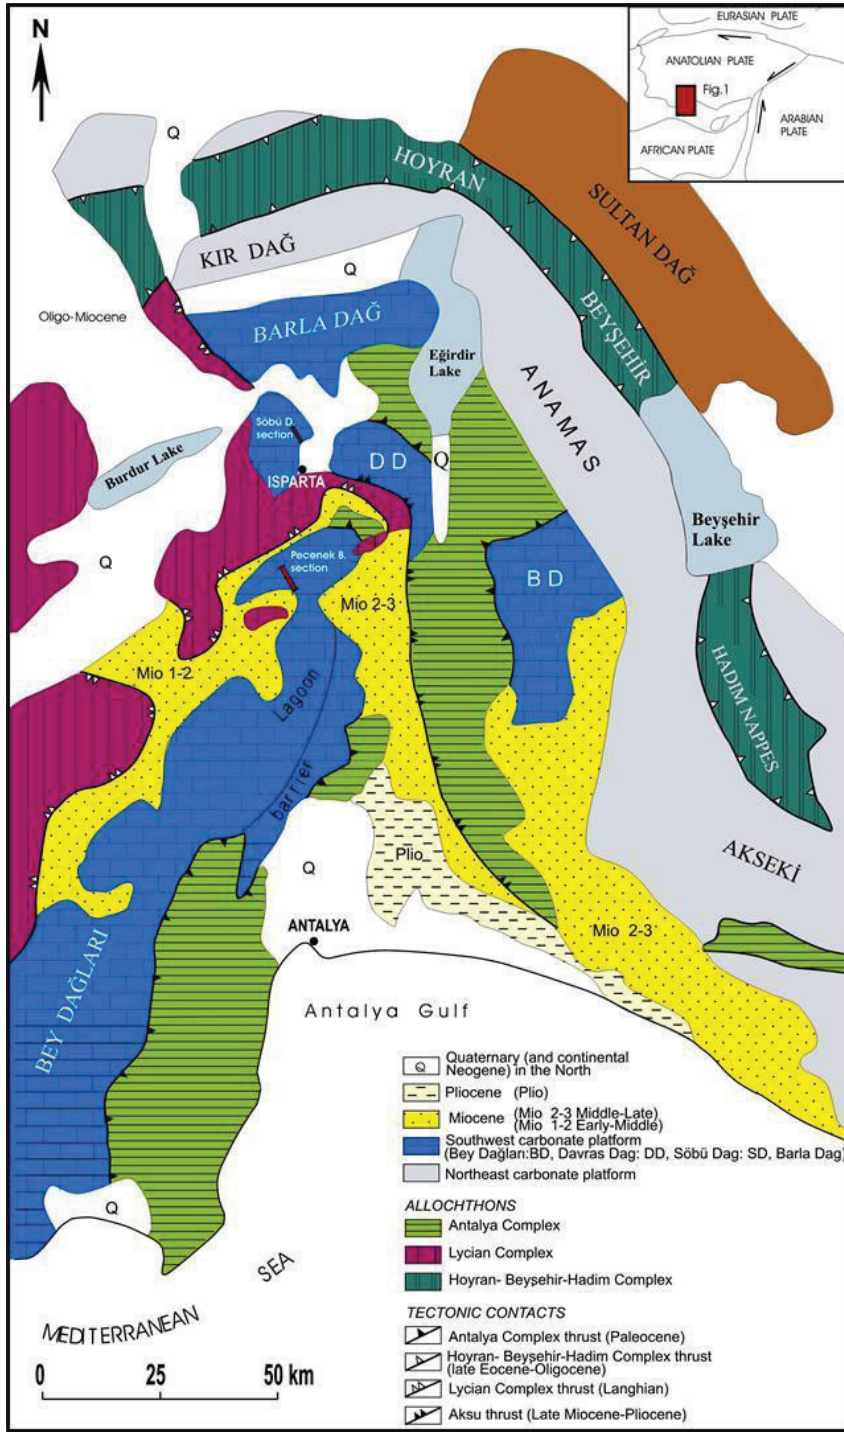 N
EURASIAN PLATE
ANATOLIAN PLATE
Fig.1
ARABIAN
PLATE
AFRICAN PLATE
Q
HOYRAN
SULTAN DAĞ
KIR DAĞ
Q
BEYŞEHİR
Oligo-Miocene
BARLA DAĞ
Eğirdir
Lake
ANAMAS
Söbü D.
section
Burdur Lake
DD
Q
ISPARTA
Beyşehir
Lake
Q
Pecenek B.
section
BD
Mio 2-3
Mio 1-2
Lagoon
HADIM NAPPES
barrier
Plio
AKSEKİ
Q
ANTALYA
Mio 2-3
BEY DAĞLARI
Antalya Gulf
Q
SEA
MEDITERRANEAN
Q Quaternary (and continental
Neogene) in the North
Pliocene (Plio)
Miocene (Mio 2-3 Middle-Late)
(Mio 1-2 Early-Middle)
Southwest carbonate platform
(Bey Dağları:BD, Davras Dag: DD, Söbü Dag: SD, Barla Dag)
Northeast carbonate platform
ALLOCHTHONS
Antalya Complex
Lycian Complex
Hoyran- Beyşehir-Hadim Complex
TECTONIC CONTACTS
Antalya Complex thrust (Paleocene)
Hoyran- Beyşehir-Hadim Complex thrust
(late Eocene-Oligocene)
Lycian Complex thrust (Langhian)
Aksu thrust (Late Miocene-Pliocene)
0 25 50 km